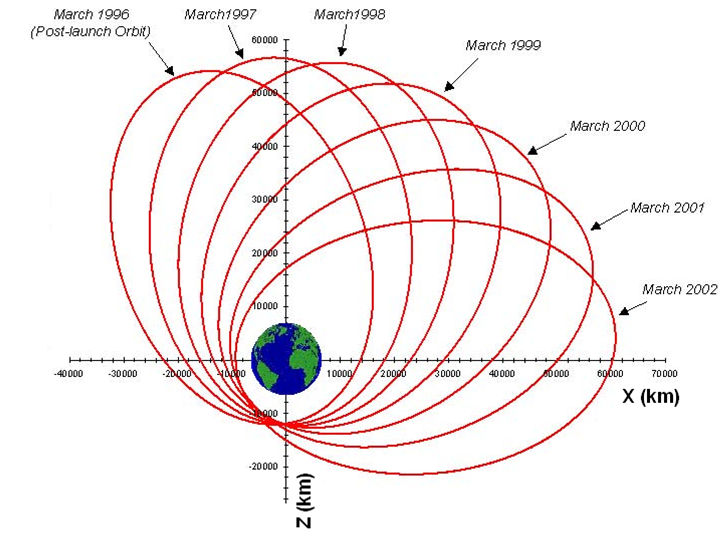 March 1996
(Post-launch Orbit)
March1997
March1998
March 1999
March 2000
March 2001
March 2002
60000
50000
40000
30000
20000
10000
-40000 -30000 -20000 -10000 0 10000 20000 30000 40000 50000 60000 70000
X (km)
-10000
-20000
Z (km)